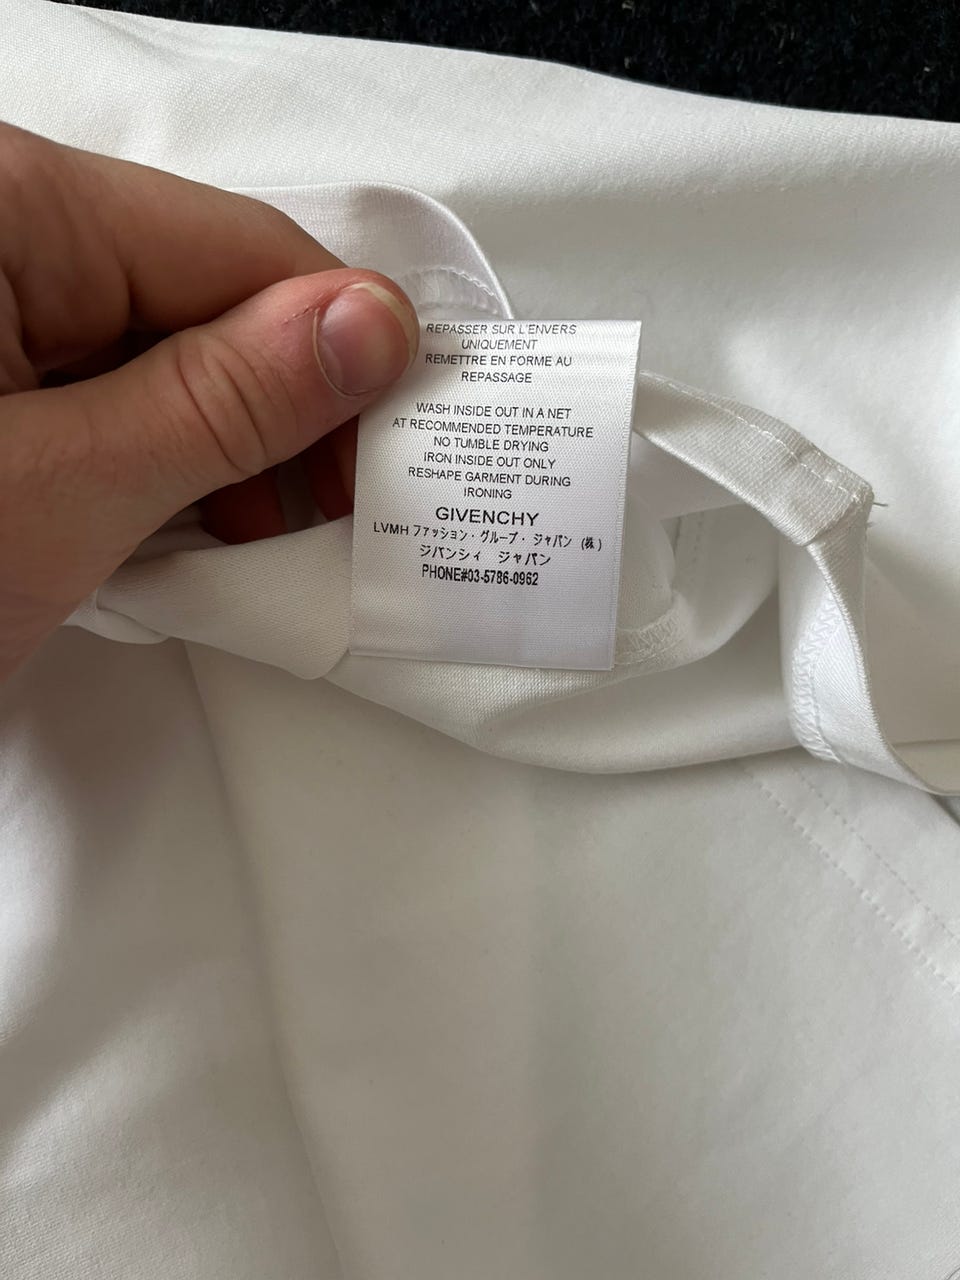 REPASSER SUR L'ENVERS
UNIQUEMENT
REMETTRE EN FORME AU
REPASSAGE
WASH INSIDE OUT IN A NET
AT RECOMMENDED TEMPERATURE
NO TUMBLE DRYING
IRON INSIDE OUT ONLY
RESHAPE GARMENT DURING
IRONING
GIVENCHY
LVMH ファッション・グループ・ジャパン (株)
ジバンシィ ジャパン
PHONE#03-5786-0962